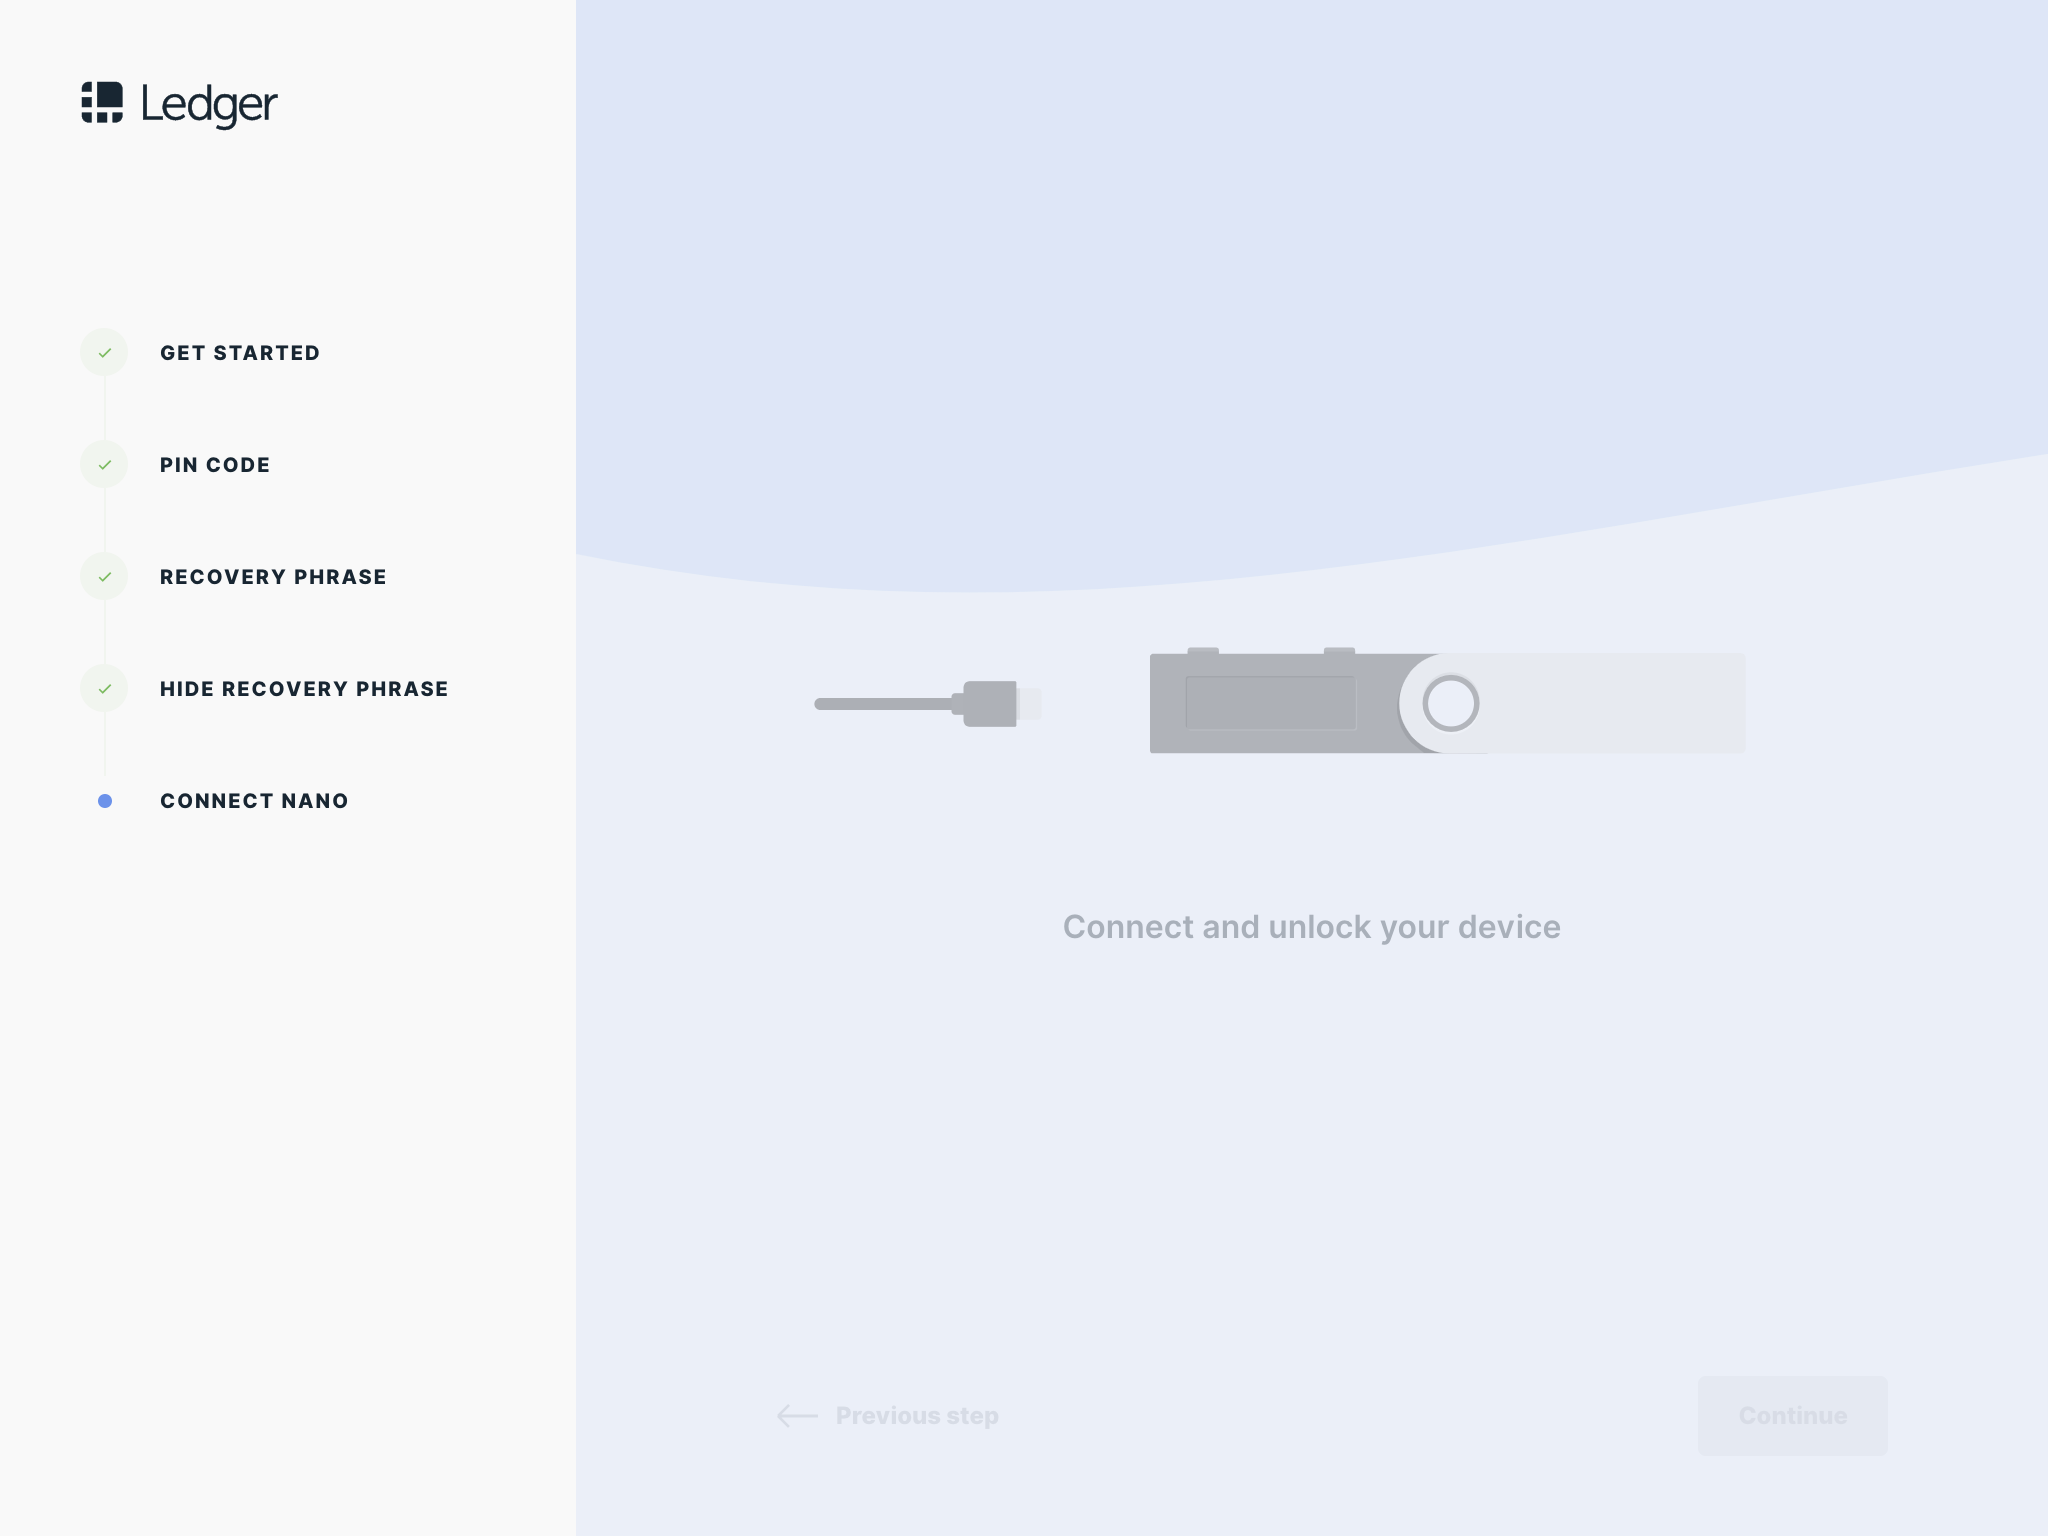 Ledger
GET STARTED
PIN CODE
RECOVERY PHRASE
HIDE RECOVERY PHRASE
CONNECT NANO
Connect and unlock your device
Previous step
Continue